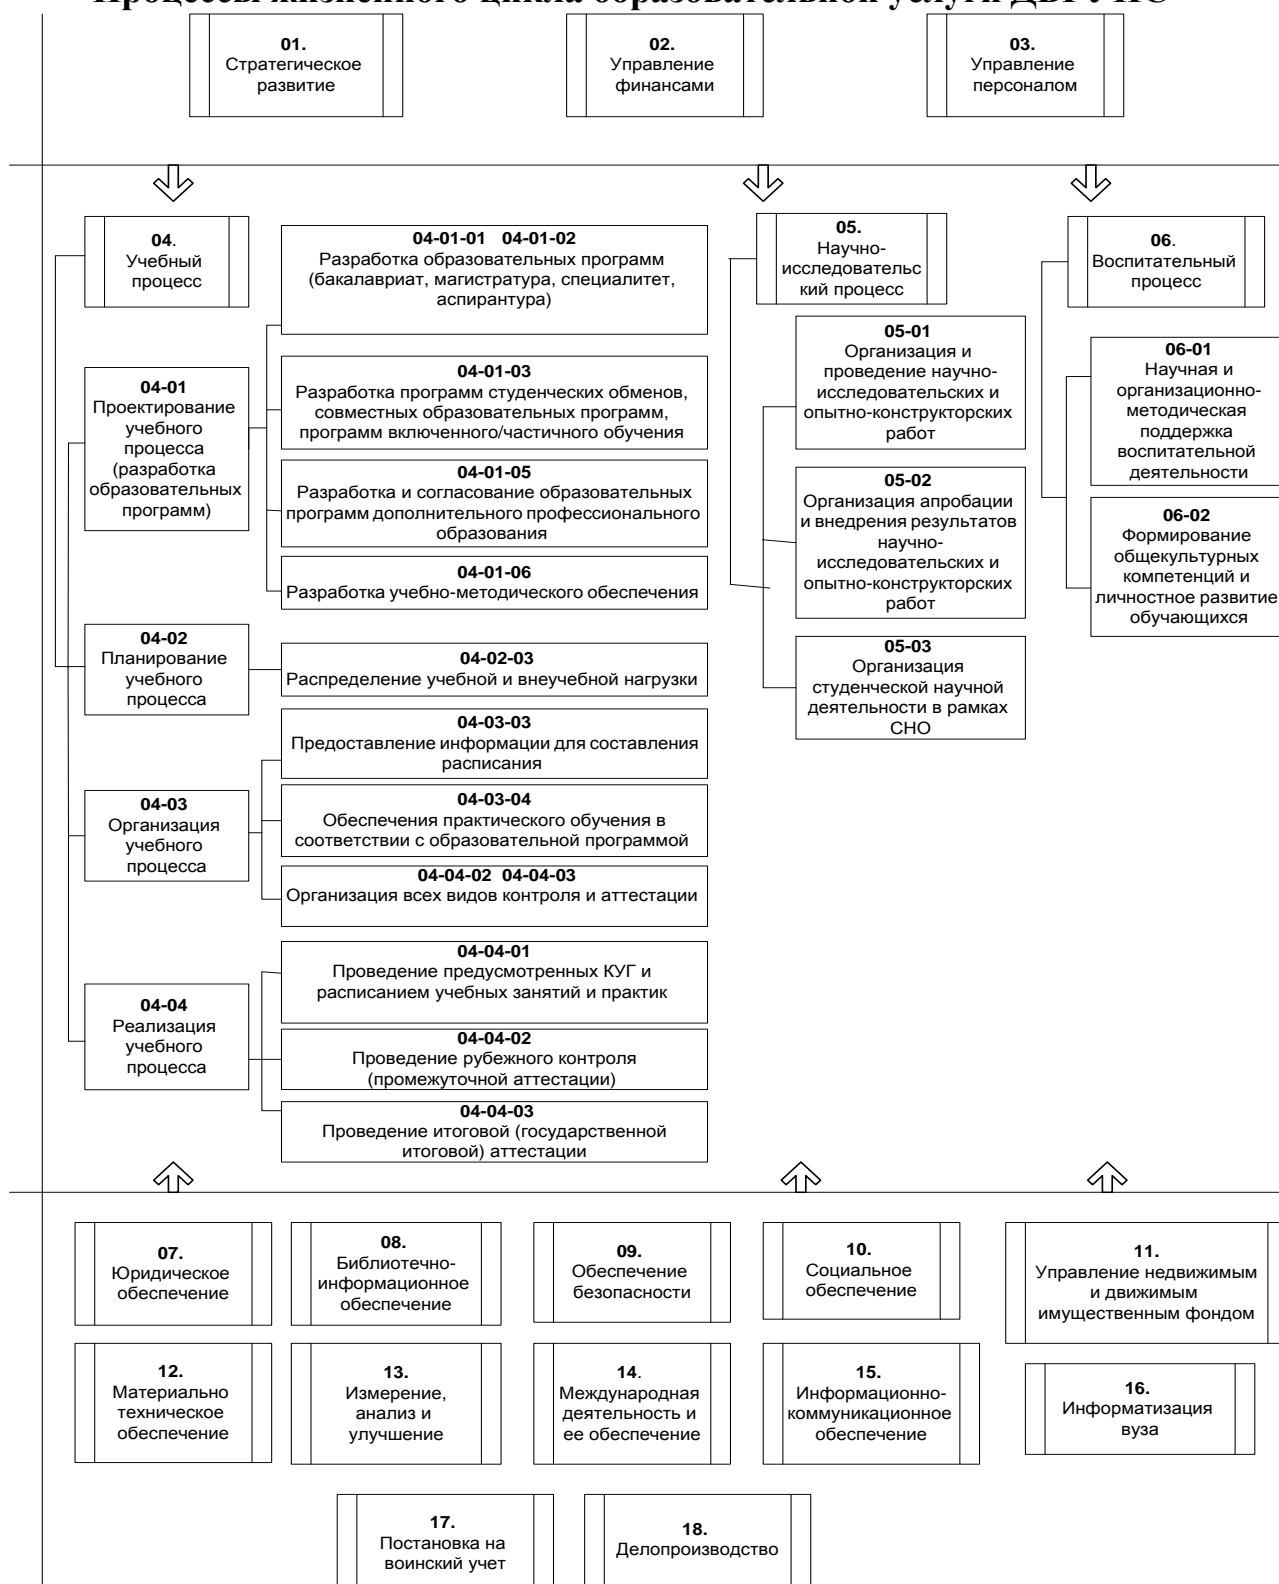 Процессы жизненного цикла образовательной услуги ДВГУПС
01.
Стратегическое
развитие
02.
Управление
финансами
03.
Управление
персоналом
04.
Учебный
процесс
04-01-01 04-01-02
Разработка образовательных программ
(бакалавриат, магистратура, специалитет,
аспирантура)
04-01
Проектирование
учебного
процесса
(разработка
образовательных
программ)
04-01-03
Разработка программ студенческих обменов,
совместных образовательных программ,
программ включенного/частичного обучения
04-01-05
Разработка и согласование образовательных
программ дополнительного профессионального
образования
04-01-06
Разработка учебно-методического обеспечения
04-02
Планирование
учебного
процесса
04-02-03
Распределение учебной и внеучебной нагрузки
04-03
Организация
учебного
процесса
04-03-03
Предоставление информации для составления
расписания
04-03-04
Обеспечения практического обучения в
соответствии с образовательной программой
04-04-02 04-04-03
Организация всех видов контроля и аттестации
04-04
Реализация
учебного
процесса
04-04-01
Проведение предусмотренных КУГ и
расписанием учебных занятий и практик
04-04-02
Проведение рубежного контроля
(промежуточной аттестации)
04-04-03
Проведение итоговой (государственной
итоговой) аттестации
05.
Научно-
исследовательс
кий процесс
05-01
Организация и
проведение научно-
исследовательских и
опытно-конструкторских
работ
05-02
Организация апробации
и внедрения результатов
научно-
исследовательских и
опытно-конструкторских
работ
05-03
Организация
студенческой научной
деятельности в рамках
СНО
06.
Воспитательный
процесс
06-01
Научная и
организационно-
методическая
поддержка
воспитательной
деятельности
06-02
Формирование
общекультурных
компетенций и
личностное развитие
обучающихся
07.
Юридическое
обеспечение
08.
Библиотечно-
информационное
обеспечение
09.
Обеспечение
безопасности
10.
Социальное
обеспечение
11.
Управление недвижимым
и движимым
имущественным фондом
12.
Материально
техническое
обеспечение
13.
Измерение,
анализ и
улучшение
14.
Международная
деятельность и
ее обеспечение
15.
Информационно-
коммуникационное
обеспечение
16.
Информатизация
вуза
17.
Постановка на
воинский учет
18.
Делопроизводство